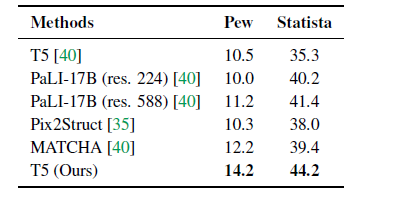 Methods Pew Statista
T5 [40] 10.5 35.3
PaLI-17B (res. 224) [40] 10.0 40.2
PaLI-17B (res. 588) [40] 11.2 41.4
Pix2Struct [35] 10.3 38.0
MATCHA [40] 12.2 39.4
T5 (Ours) 14.2 44.2